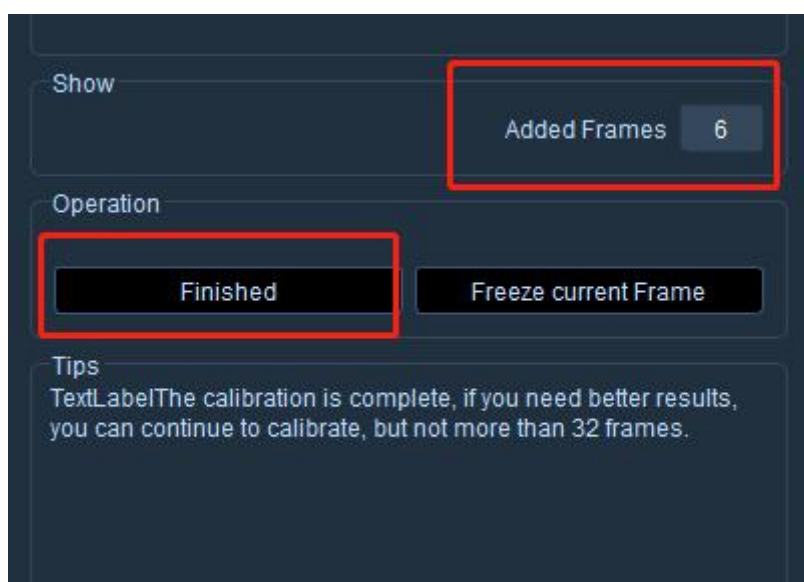 Show
Added Frames 6
Operation
Finished Freeze current Frame
Tips
TextLabelThe calibration is complete, if you need better results,
you can continue to calibrate, but not more than 32 frames.